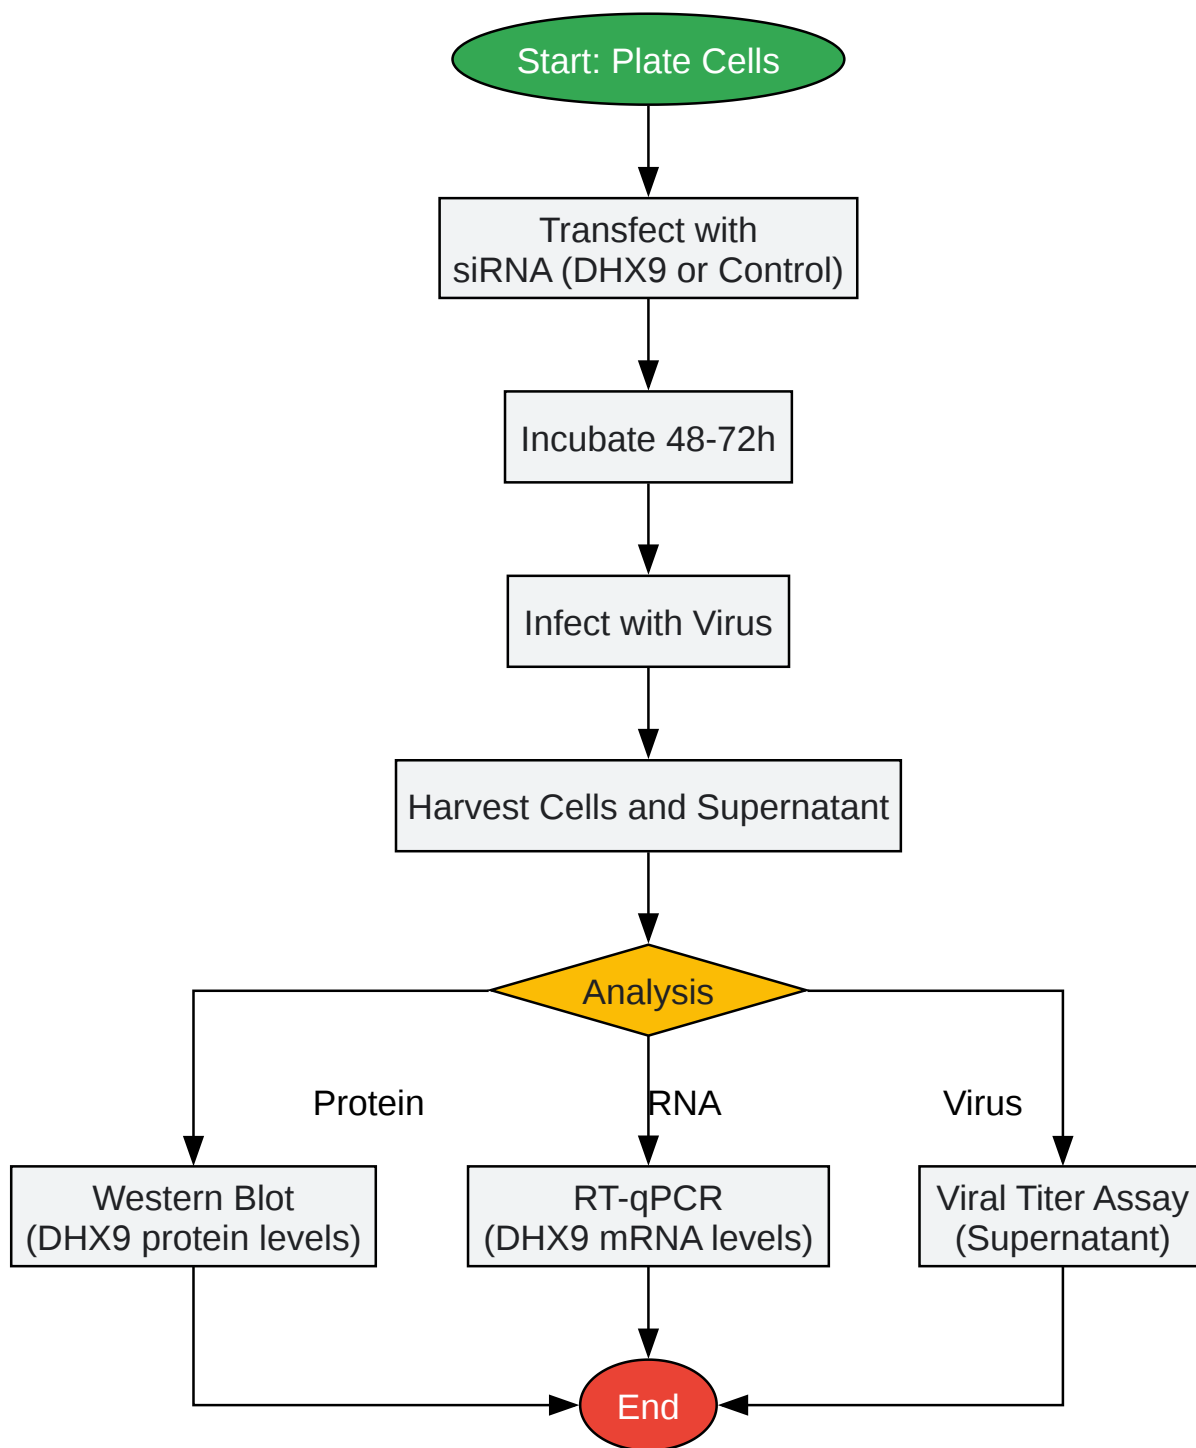 Start: Plate Cells
Transfect with
siRNA (DHX9 or Control)
Incubate 48-72h
Infect with Virus
Harvest Cells and Supernatant
Analysis
Protein
RNA
Virus
Western Blot
(DHX9 protein levels)
RT-qPCR
(DHX9 mRNA levels)
Viral Titer Assay
(Supernatant)
End